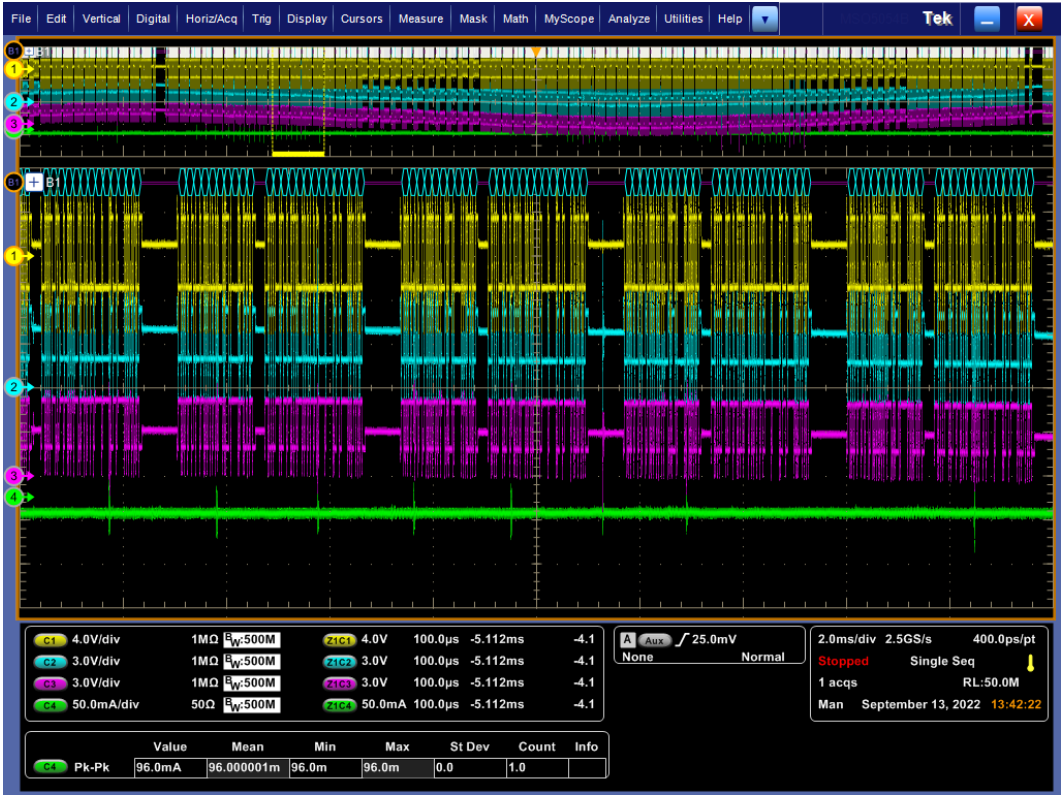 File Edit Vertical Digital Horiz/Acq Trig Display Cursors Measure Mask Math MyScope Analyze Utilities Help Tek X
B1 B1
1
2
3
B1 B1
1
2
3
4
C1 4.0V/div 1MΩ BW:500M
C2 3.0V/div 1MΩ BW:500M
C3 3.0V/div 1MΩ BW:500M
C4 50.0mA/div 50Ω BW:500M
Z1C1 4.0V 100.0µs -5.112ms -4.1
Z1C2 3.0V 100.0µs -5.112ms -4.1
Z1C3 3.0V 100.0µs -5.112ms -4.1
Z1C4 50.0mA 100.0µs -5.112ms -4.1
A Aux 25.0mV
None Normal
2.0ms/div 2.5GS/s 400.0ps/pt
Stopped Single Seq
1 acqs RL:50.0M
Man September 13, 2022 13:42:22
Value Mean Min Max St Dev Count Info
C4 Pk-Pk 96.0mA 96.000001m 96.0m 96.0m 0.0 1.0